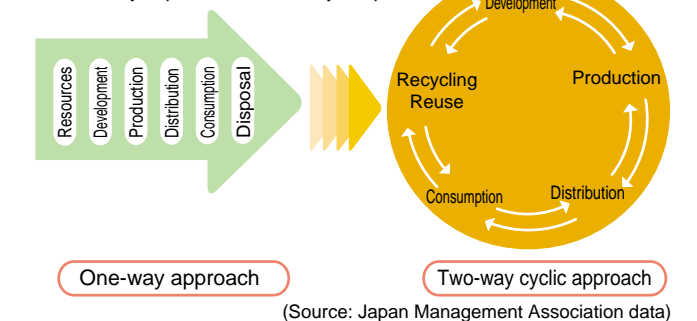 Resources
Development
Production
Distribution
Consumption
Disposal
Development
Recycling
Reuse
Production
Consumption
Distribution
One-way approach
Two-way cyclic approach
(Source: Japan Management Association data)